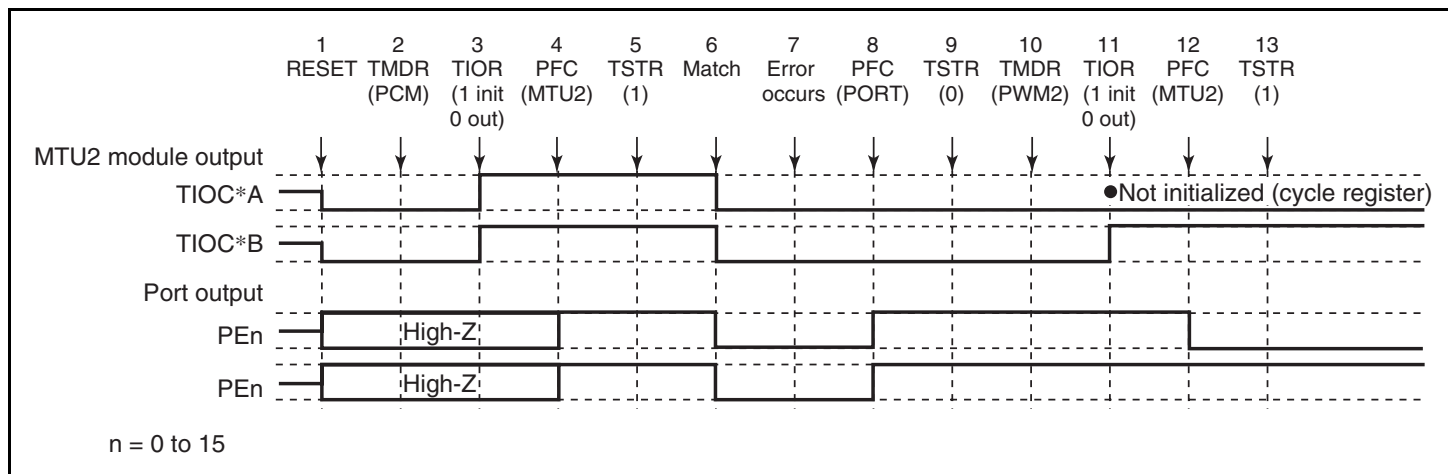 1 2 3 4 5 6 7 8 9 10 11 12 13
RESET TMDR TIOR PFC TSTR Match Error PFC TSTR TMDR TIOR PFC TSTR
(PCM) (1 init (MTU2) (1) occurs (PORT) (0) (PWM2) (1 init (MTU2) (1)
0 out) 0 out)
MTU2 module output
TIOC*A
●Not initialized (cycle register)
TIOC*B
Port output
PEn
High-Z
PEn
High-Z
n = 0 to 15